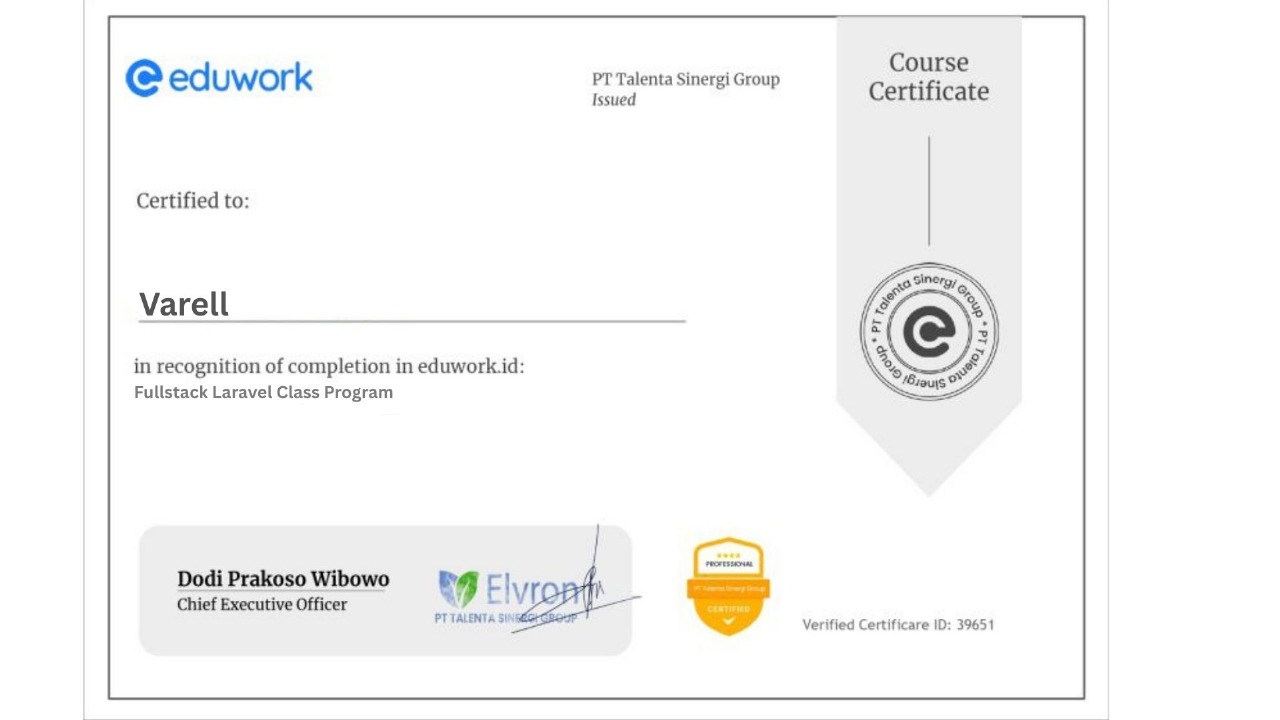 eduwork
PT Talenta Sinergi Group
Issued
Course
Certificate
Certified to:
Varell
in recognition of completion in eduwork.id:
Fullstack Laravel Class Program
PT Talenta Sinergi Group * PT Talenta Sinergi Group *
Dodi Prakoso Wibowo
Chief Executive Officer
Elvron
PT TALENTA SINERGI GROUP
PROFESSIONAL
PT Talenta Sinergi Group
CERTIFIED
Verified Certificare ID: 39651